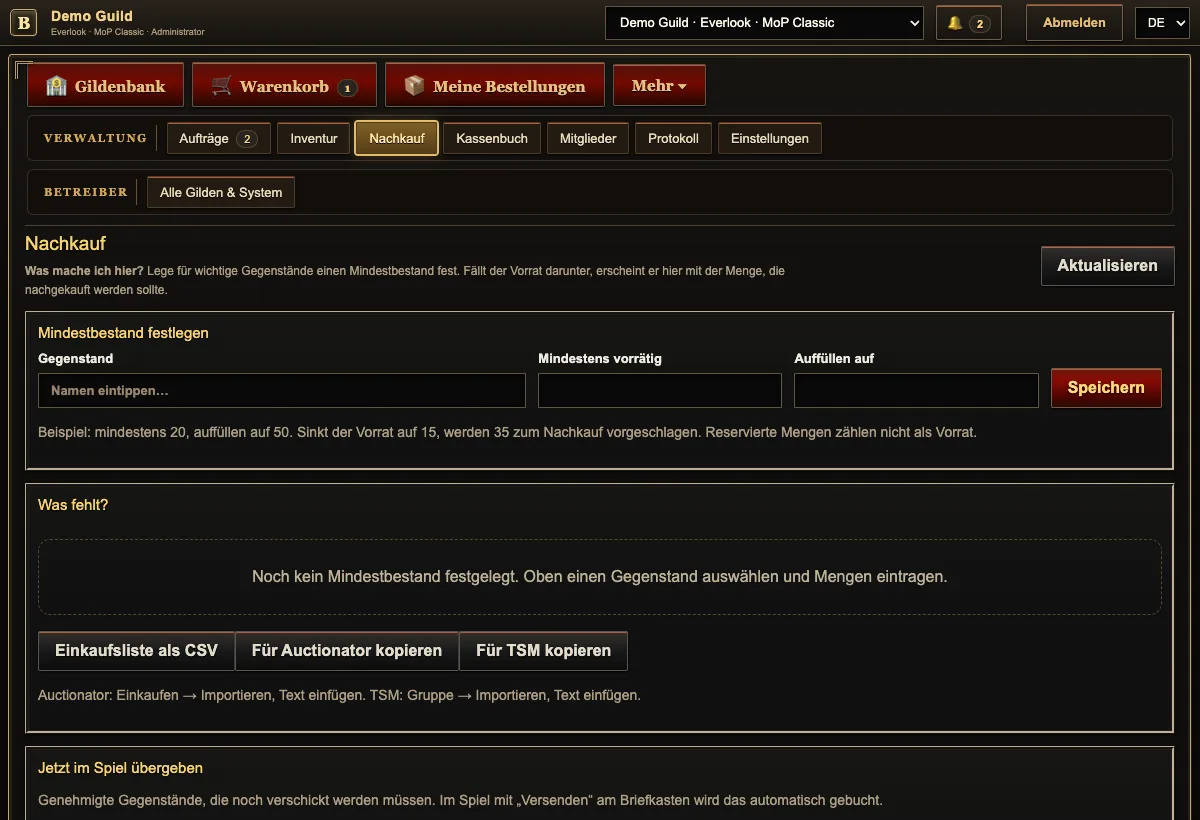 B
Demo Guild
Everlook · MoP Classic · Administrator
Demo Guild · Everlook · MoP Classic
2
Abmelden
DE
Gildenbank
Warenkorb 1
Meine Bestellungen
Mehr
VERWALTUNG
Aufträge 2
Inventur
Nachkauf
Kassenbuch
Mitglieder
Protokoll
Einstellungen
BETREIBER
Alle Gilden & System
Nachkauf
Was mache ich hier? Lege für wichtige Gegenstände einen Mindestbestand fest. Fällt der Vorrat darunter, erscheint er hier mit der Menge, die
nachgekauft werden sollte.
Aktualisieren
Mindestbestand festlegen
Gegenstand
Mindestens vorrätig
Auffüllen auf
Namen eintippen…
Speichern
Beispiel: mindestens 20, auffüllen auf 50. Sinkt der Vorrat auf 15, werden 35 zum Nachkauf vorgeschlagen. Reservierte Mengen zählen nicht als Vorrat.
Was fehlt?
Noch kein Mindestbestand festgelegt. Oben einen Gegenstand auswählen und Mengen eintragen.
Einkaufsliste als CSV
Für Auctionator kopieren
Für TSM kopieren
Auctionator: Einkaufen → Importieren, Text einfügen. TSM: Gruppe → Importieren, Text einfügen.
Jetzt im Spiel übergeben
Genehmigte Gegenstände, die noch verschickt werden müssen. Im Spiel mit „Versenden“ am Briefkasten wird das automatisch gebucht.